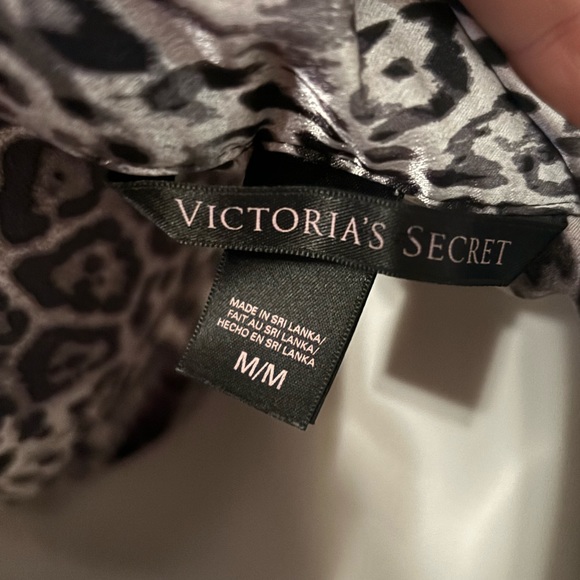 VICTORIA'S SECRET
MADE IN SRI LANKA/
FAIT AU SRI LANKA/
HECHO EN SRI LANKA
M/M